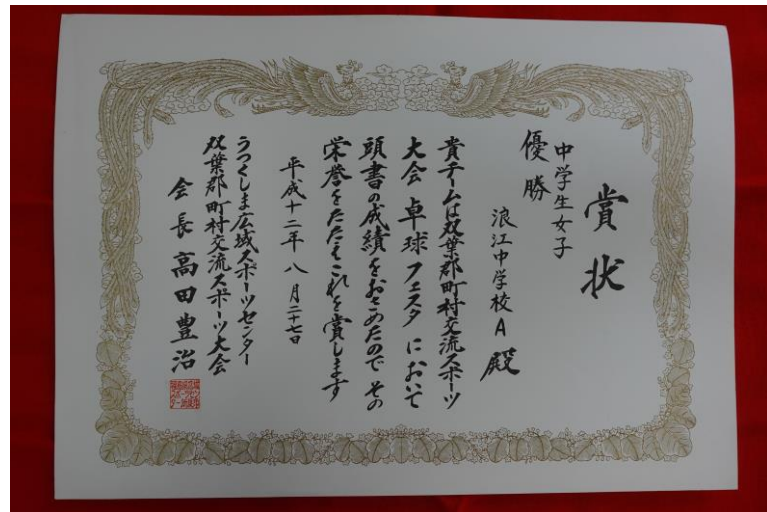 賞状
中学生女子
優勝
浪江中学校A殿
貴チームは双葉郡町村交流スポーツ
大会卓球フェスタにおいて
頭書の成績をおさめたので その
栄誉をたたえこれを賞します
平成十二年八月二十七日
うつくしま広域スポーツセンター
双葉郡町村交流スポーツ大会
会長 高田豊治